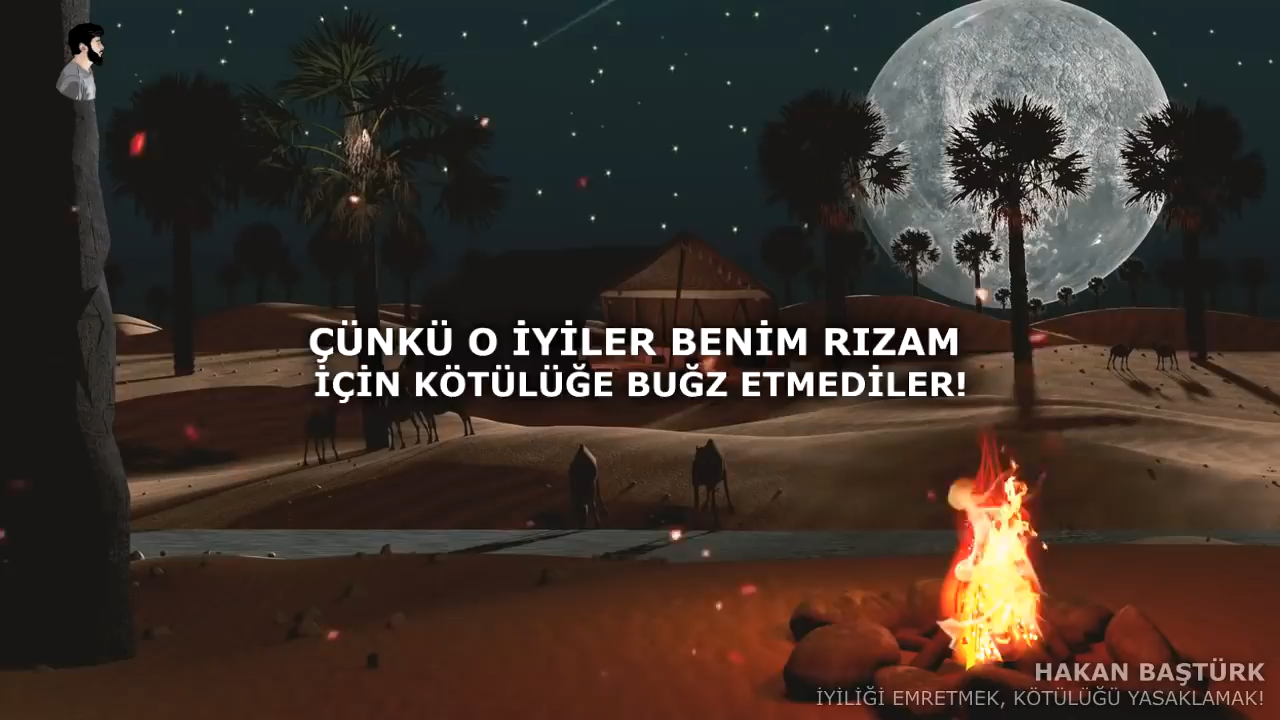 ÇÜNKÜ O İYİLER BENİM RIZAM
İÇİN KÖTÜLÜĞE BUĞZ ETMEDİLER!
HAKAN BAŞTÜRK
İYİLİĞİ EMRETMEK, KÖTÜLÜĞÜ YASAKLAMAK!